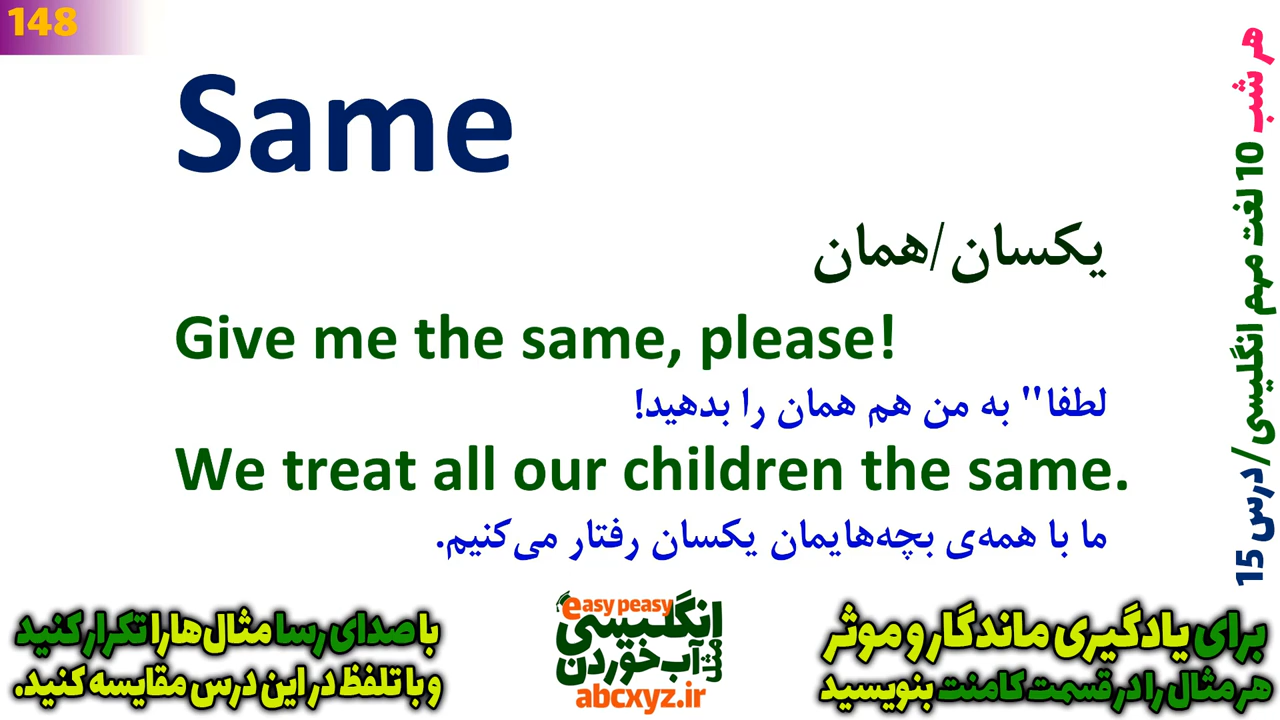 148
Same
یکسان/همان
Give me the same, please!
لطفا" به من هم همان را بدهید!
We treat all our children the same.
ما با همه‌ی بچه‌هایمان یکسان رفتار می‌کنیم.
هر شب 10 لغت مهم انگلیسی/درس 15
برای یادگیری ماندگار و موثر
هر مثال را در قسمت کامنت بنویسید
easy peasy
انگلیسی
مثل آب خوردن
abcxyz.ir
با صدای رسا مثال‌ها را تکرار کنید
و با تلفظ در این درس مقایسه کنید.